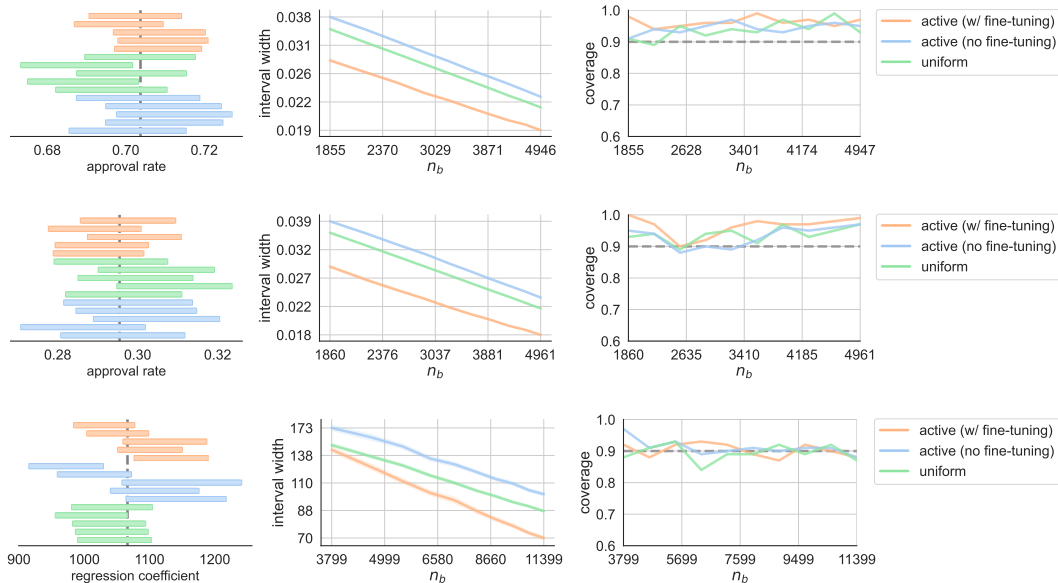 0.68 0.70 0.72
approval rate
interval width
0.038
0.031
0.026
0.022
0.019
1855 2370 3029 3871 4946
n_b
coverage
1.0
0.9
0.8
0.7
0.6
1855 2628 3401 4174 4947
n_b
active (w/ fine-tuning)
active (no fine-tuning)
uniform
0.28 0.30 0.32
approval rate
interval width
0.039
0.032
0.027
0.022
0.018
1860 2376 3037 3881 4961
n_b
coverage
1.0
0.9
0.8
0.7
0.6
1860 2635 3410 4185 4961
n_b
active (w/ fine-tuning)
active (no fine-tuning)
uniform
900 1000 1100 1200
regression coefficient
interval width
173
138
110
88
70
3799 4999 6580 8660 11399
n_b
coverage
1.0
0.9
0.8
0.7
0.6
3799 5699 7599 9499 11399
n_b
active (w/ fine-tuning)
active (no fine-tuning)
uniform